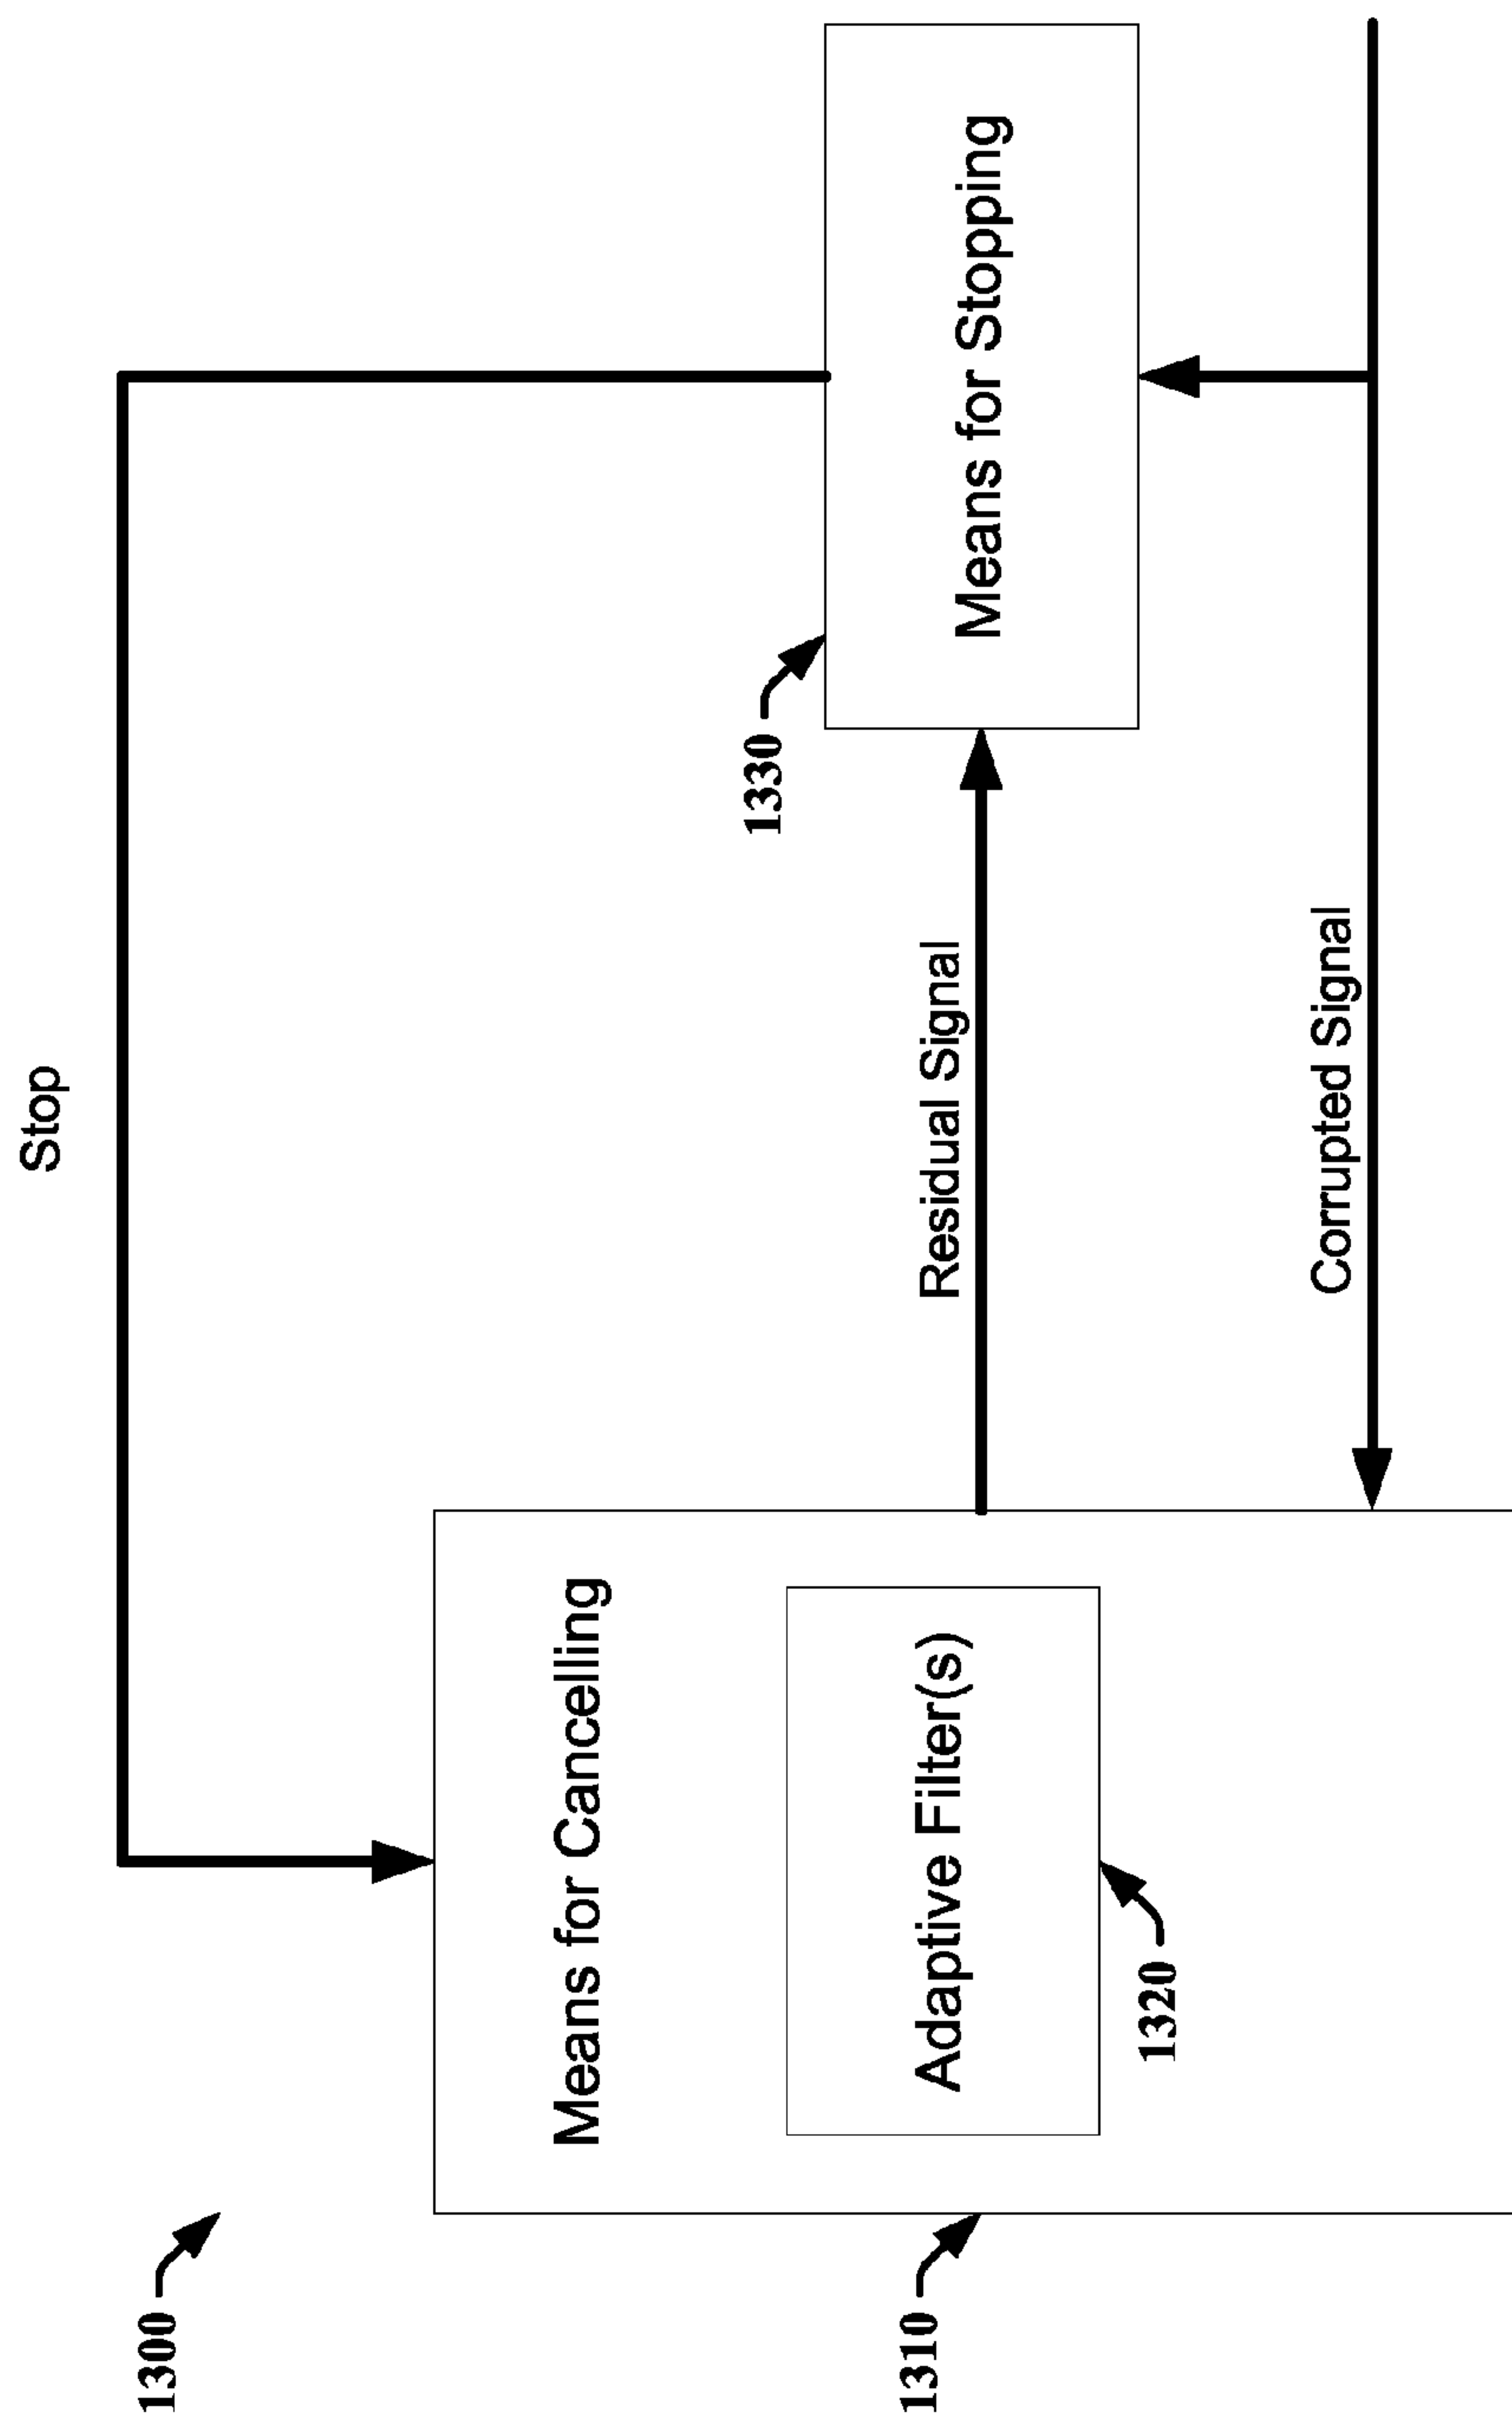 1300
Stop
1310
Means for Cancelling
Adaptive Filter(s)
1320
Residual Signal
1330
Means for Stopping
Corrupted Signal